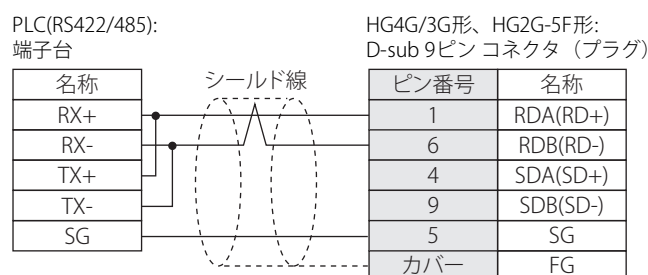 PLC(RS422/485):
端子台
HG4G/3G形、HG2G-5F形:
D-sub 9ピン コネクタ（プラグ）
名称 シールド線 ピン番号 名称
RX+ 1 RDA(RD+)
RX- 6 RDB(RD-)
TX+ 4 SDA(SD+)
TX- 9 SDB(SD-)
SG 5 SG
カバー FG